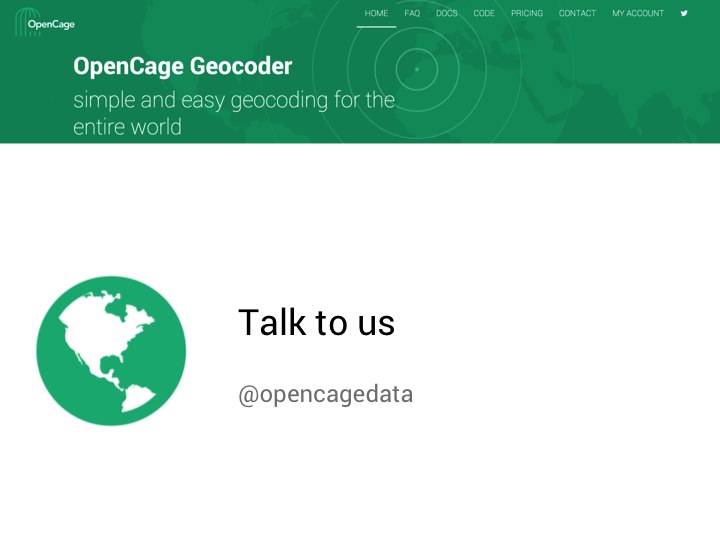 OpenCage
HOME FAQ DOCS CODE PRICING CONTACT MY ACCOUNT
OpenCage Geocoder
simple and easy geocoding for the
entire world
Talk to us
@opencagedata